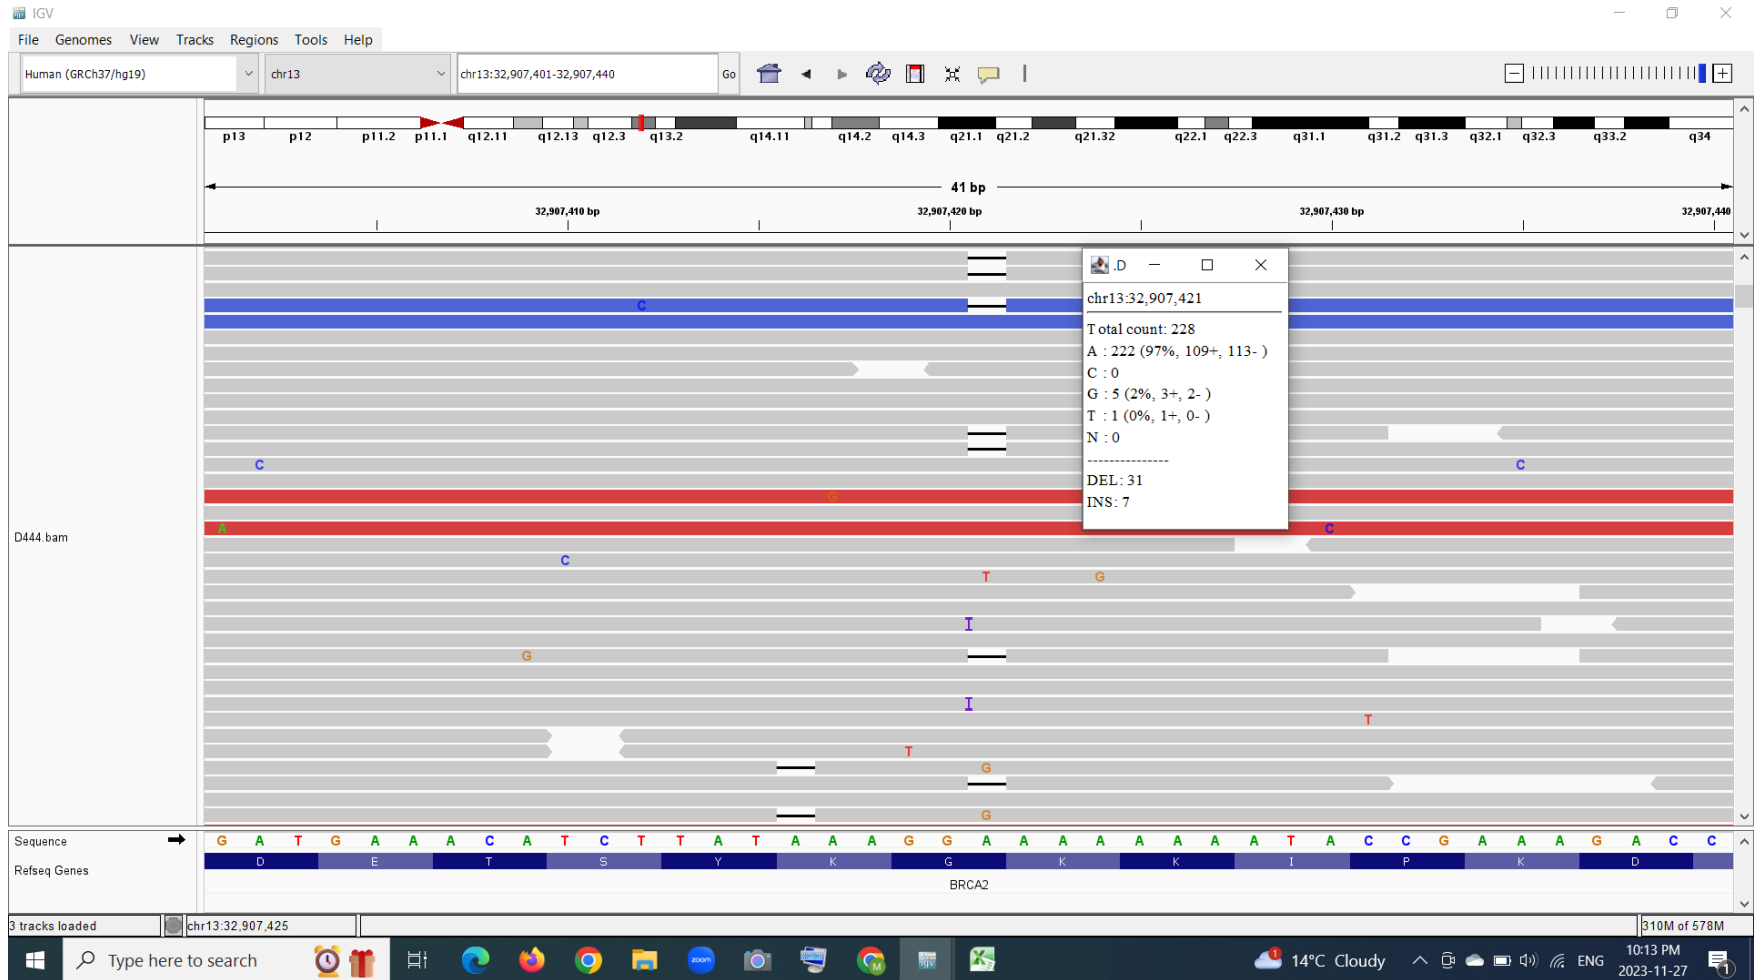 IGV
File Genomes View Tracks Regions Tools Help
Human (GRCh37/hg19) chr13 chr13:32,907,401-32,907,440 Go
p13 p12 p11.2 p11.1 q12.11 q12.13 q12.3 q13.2 q14.11 q14.2 q14.3 q21.1 q21.2 q21.32 q22.1 q22.3 q31.1 q31.2 q31.3 q32.1 q32.3 q33.2 q34
41 bp
32,907,410 bp 32,907,420 bp 32,907,430 bp 32,907,440
.D
chr13:32,907,421
Total count: 228
A : 222 (97%, 109+, 113- )
C : 0
G : 5 (2%, 3+, 2- )
T : 1 (0%, 1+, 0- )
N : 0
---------------
DEL: 31
INS: 7
C
C C
G
D444.bam
A C
C
T G
I
G
I
T
T
G
G
Sequence G A T G A A A C A T C T T A T A A A G G A A A A A A A T A C C G A A A G A C C
Refseq Genes D E T S Y K G K K I P K D
BRCA2
3 tracks loaded chr13:32,907,425 310M of 578M
Type here to search zoom 14°C Cloudy ENG 10:13 PM
2023-11-27 1